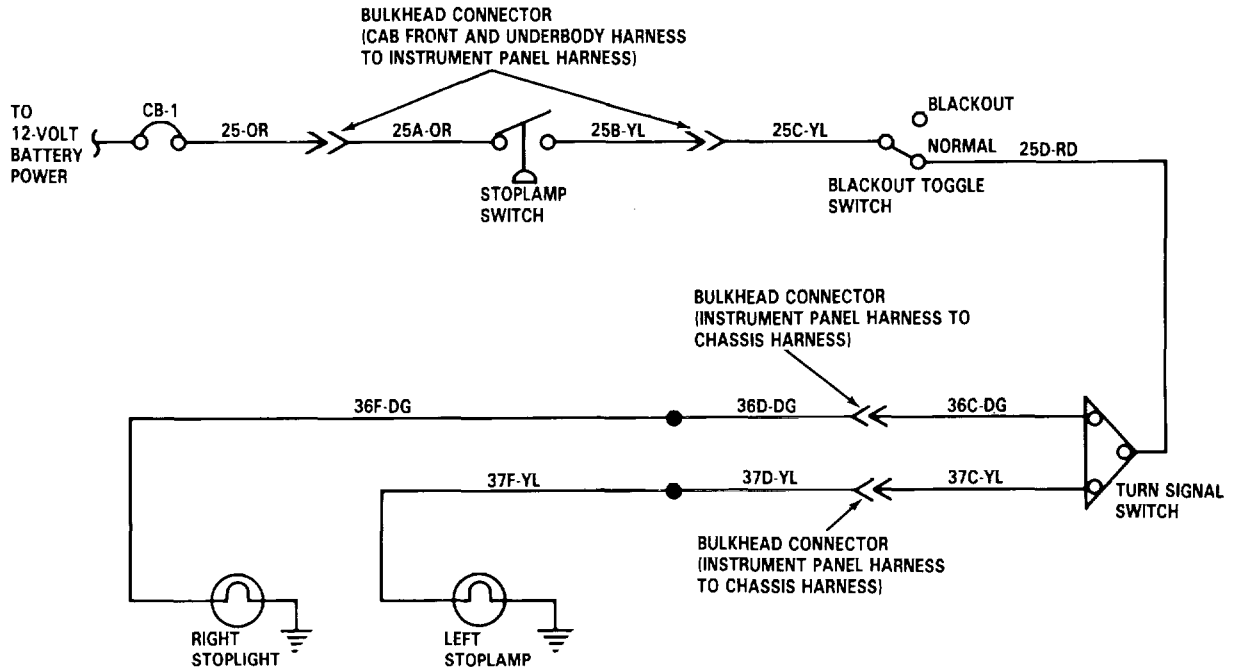 BULKHEAD CONNECTOR
(CAB FRONT AND UNDERBODY HARNESS
TO INSTRUMENT PANEL HARNESS)
TO
12-VOLT
BATTERY
POWER
CB-1
25-OR
25A-OR
STOPLAMP
SWITCH
25B-YL
25C-YL
BLACKOUT
NORMAL
25D-RD
BLACKOUT TOGGLE
SWITCH
BULKHEAD CONNECTOR
(INSTRUMENT PANEL HARNESS TO
CHASSIS HARNESS)
36F-DG
36D-DG
36C-DG
37F-YL
37D-YL
37C-YL
TURN SIGNAL
SWITCH
BULKHEAD CONNECTOR
(INSTRUMENT PANEL HARNESS
TO CHASSIS HARNESS)
RIGHT
STOPLIGHT
LEFT
STOPLAMP